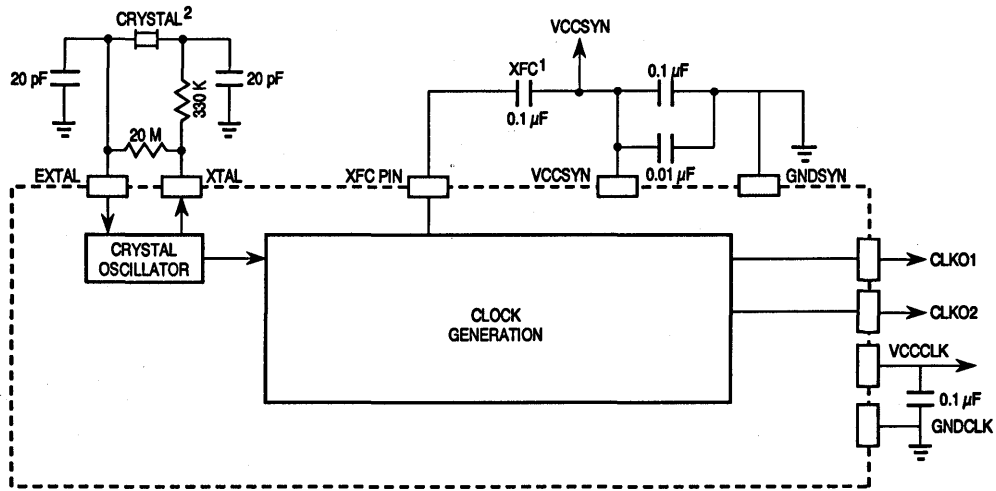 CRYSTAL²
20 pF
20 pF
330 K
20 M
EXTAL
XTAL
VCCSYN
XFC¹
0.1 µF
0.1 µF
0.01 µF
XFC PIN
VCCSYN
GNDSYN
CRYSTAL
OSCILLATOR
CLOCK
GENERATION
CLKO1
CLKO2
VCCCLK
0.1 µF
GNDCLK